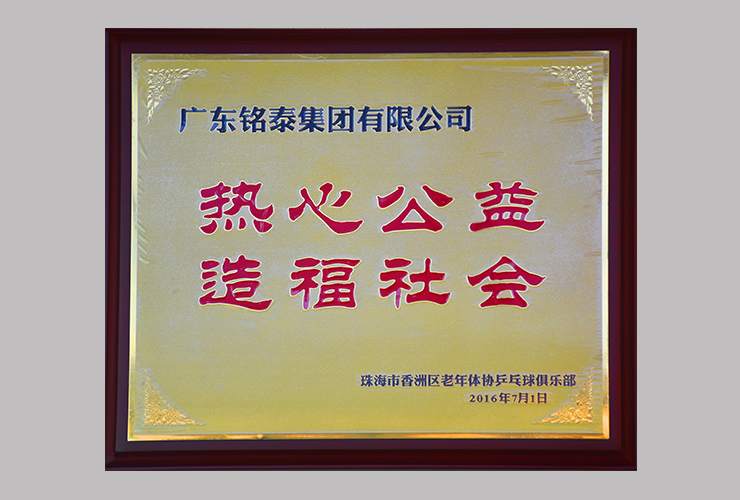 广东铭泰集团有限公司
热心公益
造福社会
珠海市香洲区老年体协乒乓球俱乐部
2016年7月1日